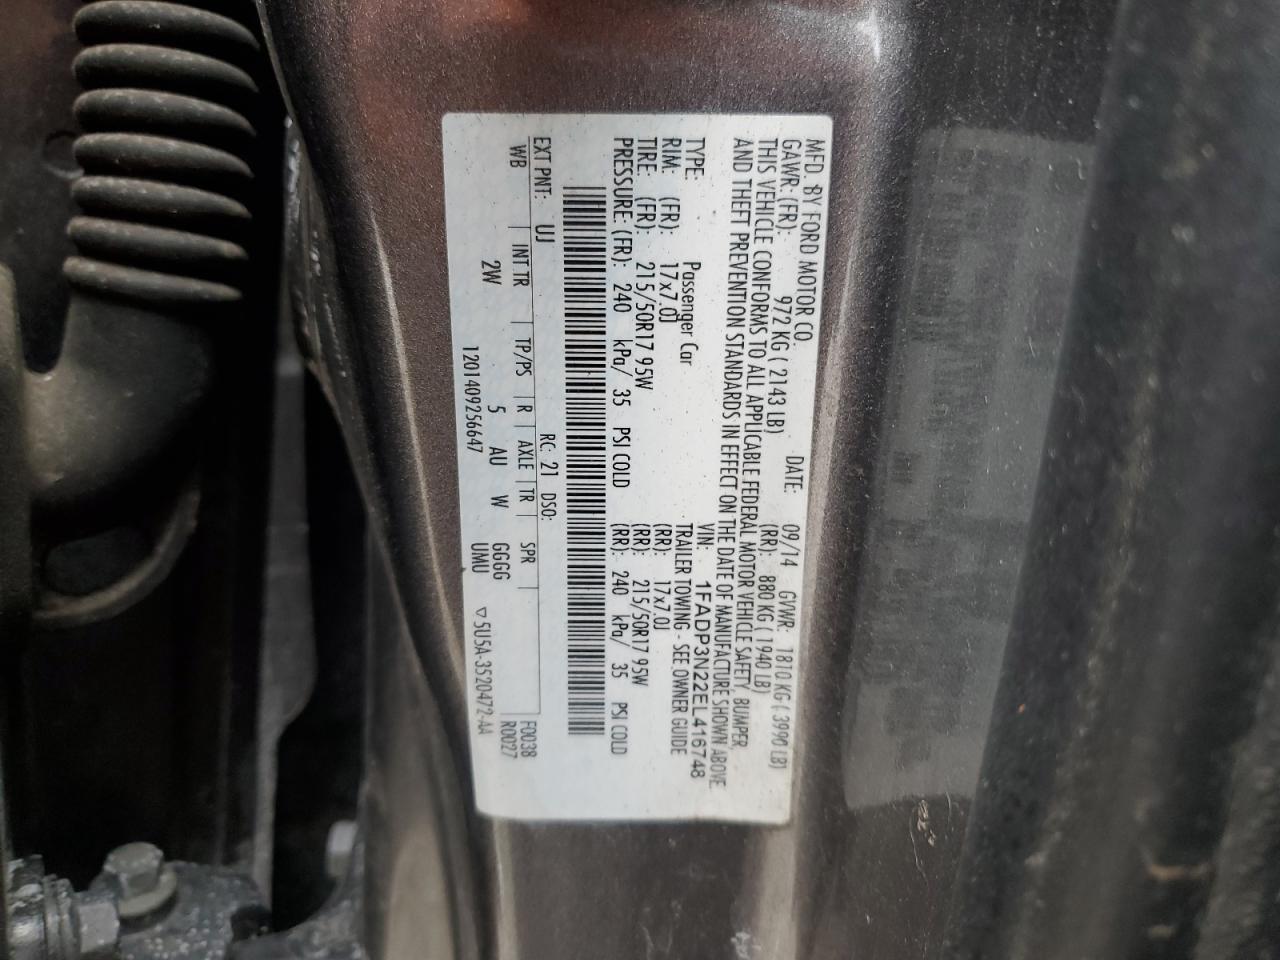 MFD. BY FORD MOTOR CO.
DATE: 09/14 GVWR: 1810 KG ( 3990 LB)
GAWR: (FR): 972 KG ( 2143 LB) (RR): 880 KG ( 1940 LB)
THIS VEHICLE CONFORMS TO ALL APPLICABLE FEDERAL MOTOR VEHICLE SAFETY, BUMPER,
AND THEFT PREVENTION STANDARDS IN EFFECT ON THE DATE OF MANUFACTURE SHOWN ABOVE.
VIN: 1FADP3N22EL416748
TYPE: Passenger Car TRAILER TOWING - SEE OWNER GUIDE
RIM: (FR): 17x7.0J (RR): 17x7.0J
TIRE: (FR): 215/50R17 95W (RR): 215/50R17 95W
PRESSURE: (FR): 240 kPa/ 35 PSI COLD (RR): 240 kPa/ 35 PSI COLD
EXT PNT: UJ RC: 21 DSO: F0038
WB INT TR TP/PS R AXLE TR SPR R0027
2W 5 AU W GGGG
UMU
1201409256647 ▽5U5A-3520472-AA